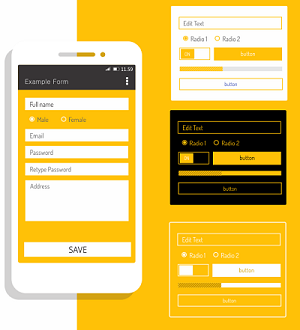 11.59
Example Form
Full name
Male Female
Email
Password
Retype Password
Address
SAVE
Edit Text
Radio 1 Radio 2
ON button
button
Edit Text
Radio 1 Radio 2
ON button
button
Edit Text
Radio 1 Radio 2
button
button